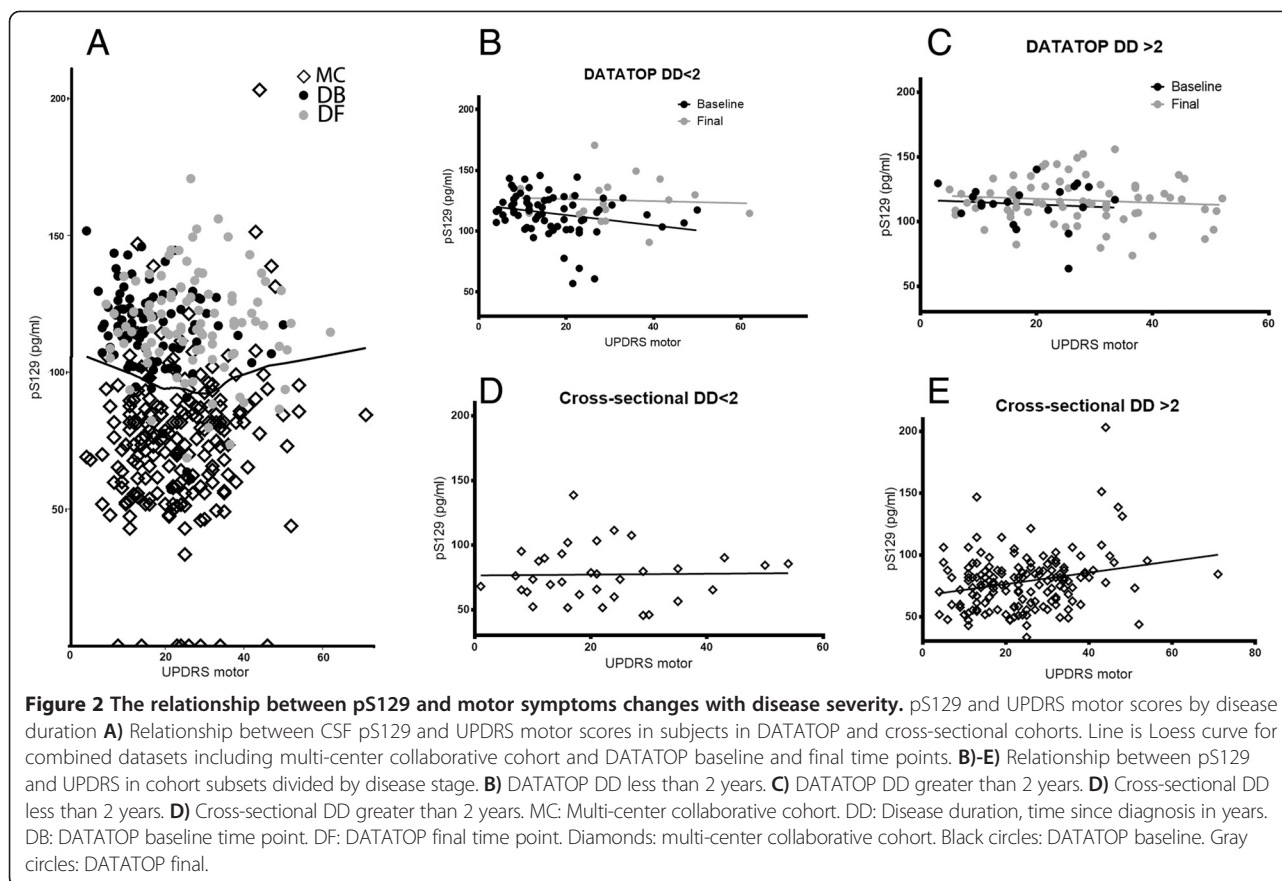 A
MC
DB
DF
200
150
100
50
0
20
40
60
pS129 (pg/ml)
UPDRS motor
B
DATATOP DD<2
Baseline
Final
200
150
100
50
0
20
40
60
pS129 (pg/ml)
UPDRS motor
C
DATATOP DD >2
Baseline
Final
200
150
100
50
0
20
40
60
pS129 (pg/ml)
UPDRS motor
D
Cross-sectional DD<2
200
150
100
50
0
20
40
60
pS129 (pg/ml)
UPDRS motor
E
Cross-sectional DD >2
200
150
100
50
0
20
40
60
80
pS129 (pg/ml)
UPDRS motor
Figure 2 The relationship between pS129 and motor symptoms changes with disease severity. pS129 and UPDRS motor scores by disease
duration A) Relationship between CSF pS129 and UPDRS motor scores in subjects in DATATOP and cross-sectional cohorts. Line is Loess curve for
combined datasets including multi-center collaborative cohort and DATATOP baseline and final time points. B)-E) Relationship between pS129
and UPDRS in cohort subsets divided by disease stage. B) DATATOP DD less than 2 years. C) DATATOP DD greater than 2 years. D) Cross-sectional DD
less than 2 years. D) Cross-sectional DD greater than 2 years. MC: Multi-center collaborative cohort. DD: Disease duration, time since diagnosis in years.
DB: DATATOP baseline time point. DF: DATATOP final time point. Diamonds: multi-center collaborative cohort. Black circles: DATATOP baseline. Gray
circles: DATATOP final.